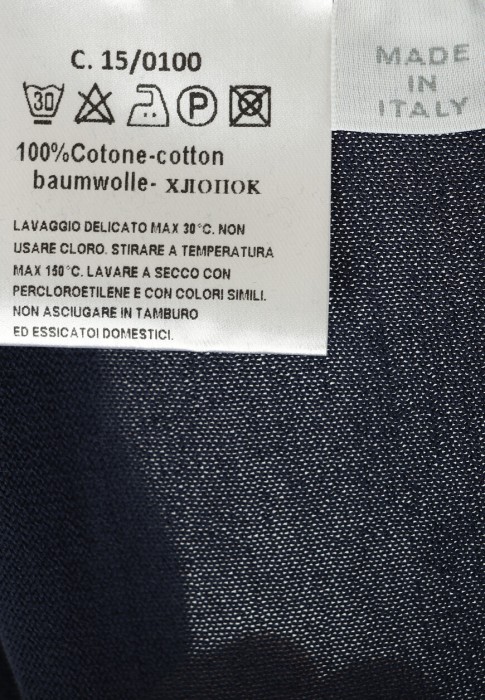 C. 15/0100
30 P
100%Cotone-cotton
baumwolle- хлопок
LAVAGGIO DELICATO MAX 30°C. NON
USARE CLORO. STIRARE A TEMPERATURA
MAX 150°C. LAVARE A SECCO CON
PERCLOROETILENE E CON COLORI SIMILI.
NON ASCIUGARE IN TAMBURO
ED ESSICATOI DOMESTICI.
MADE
IN
ITALY